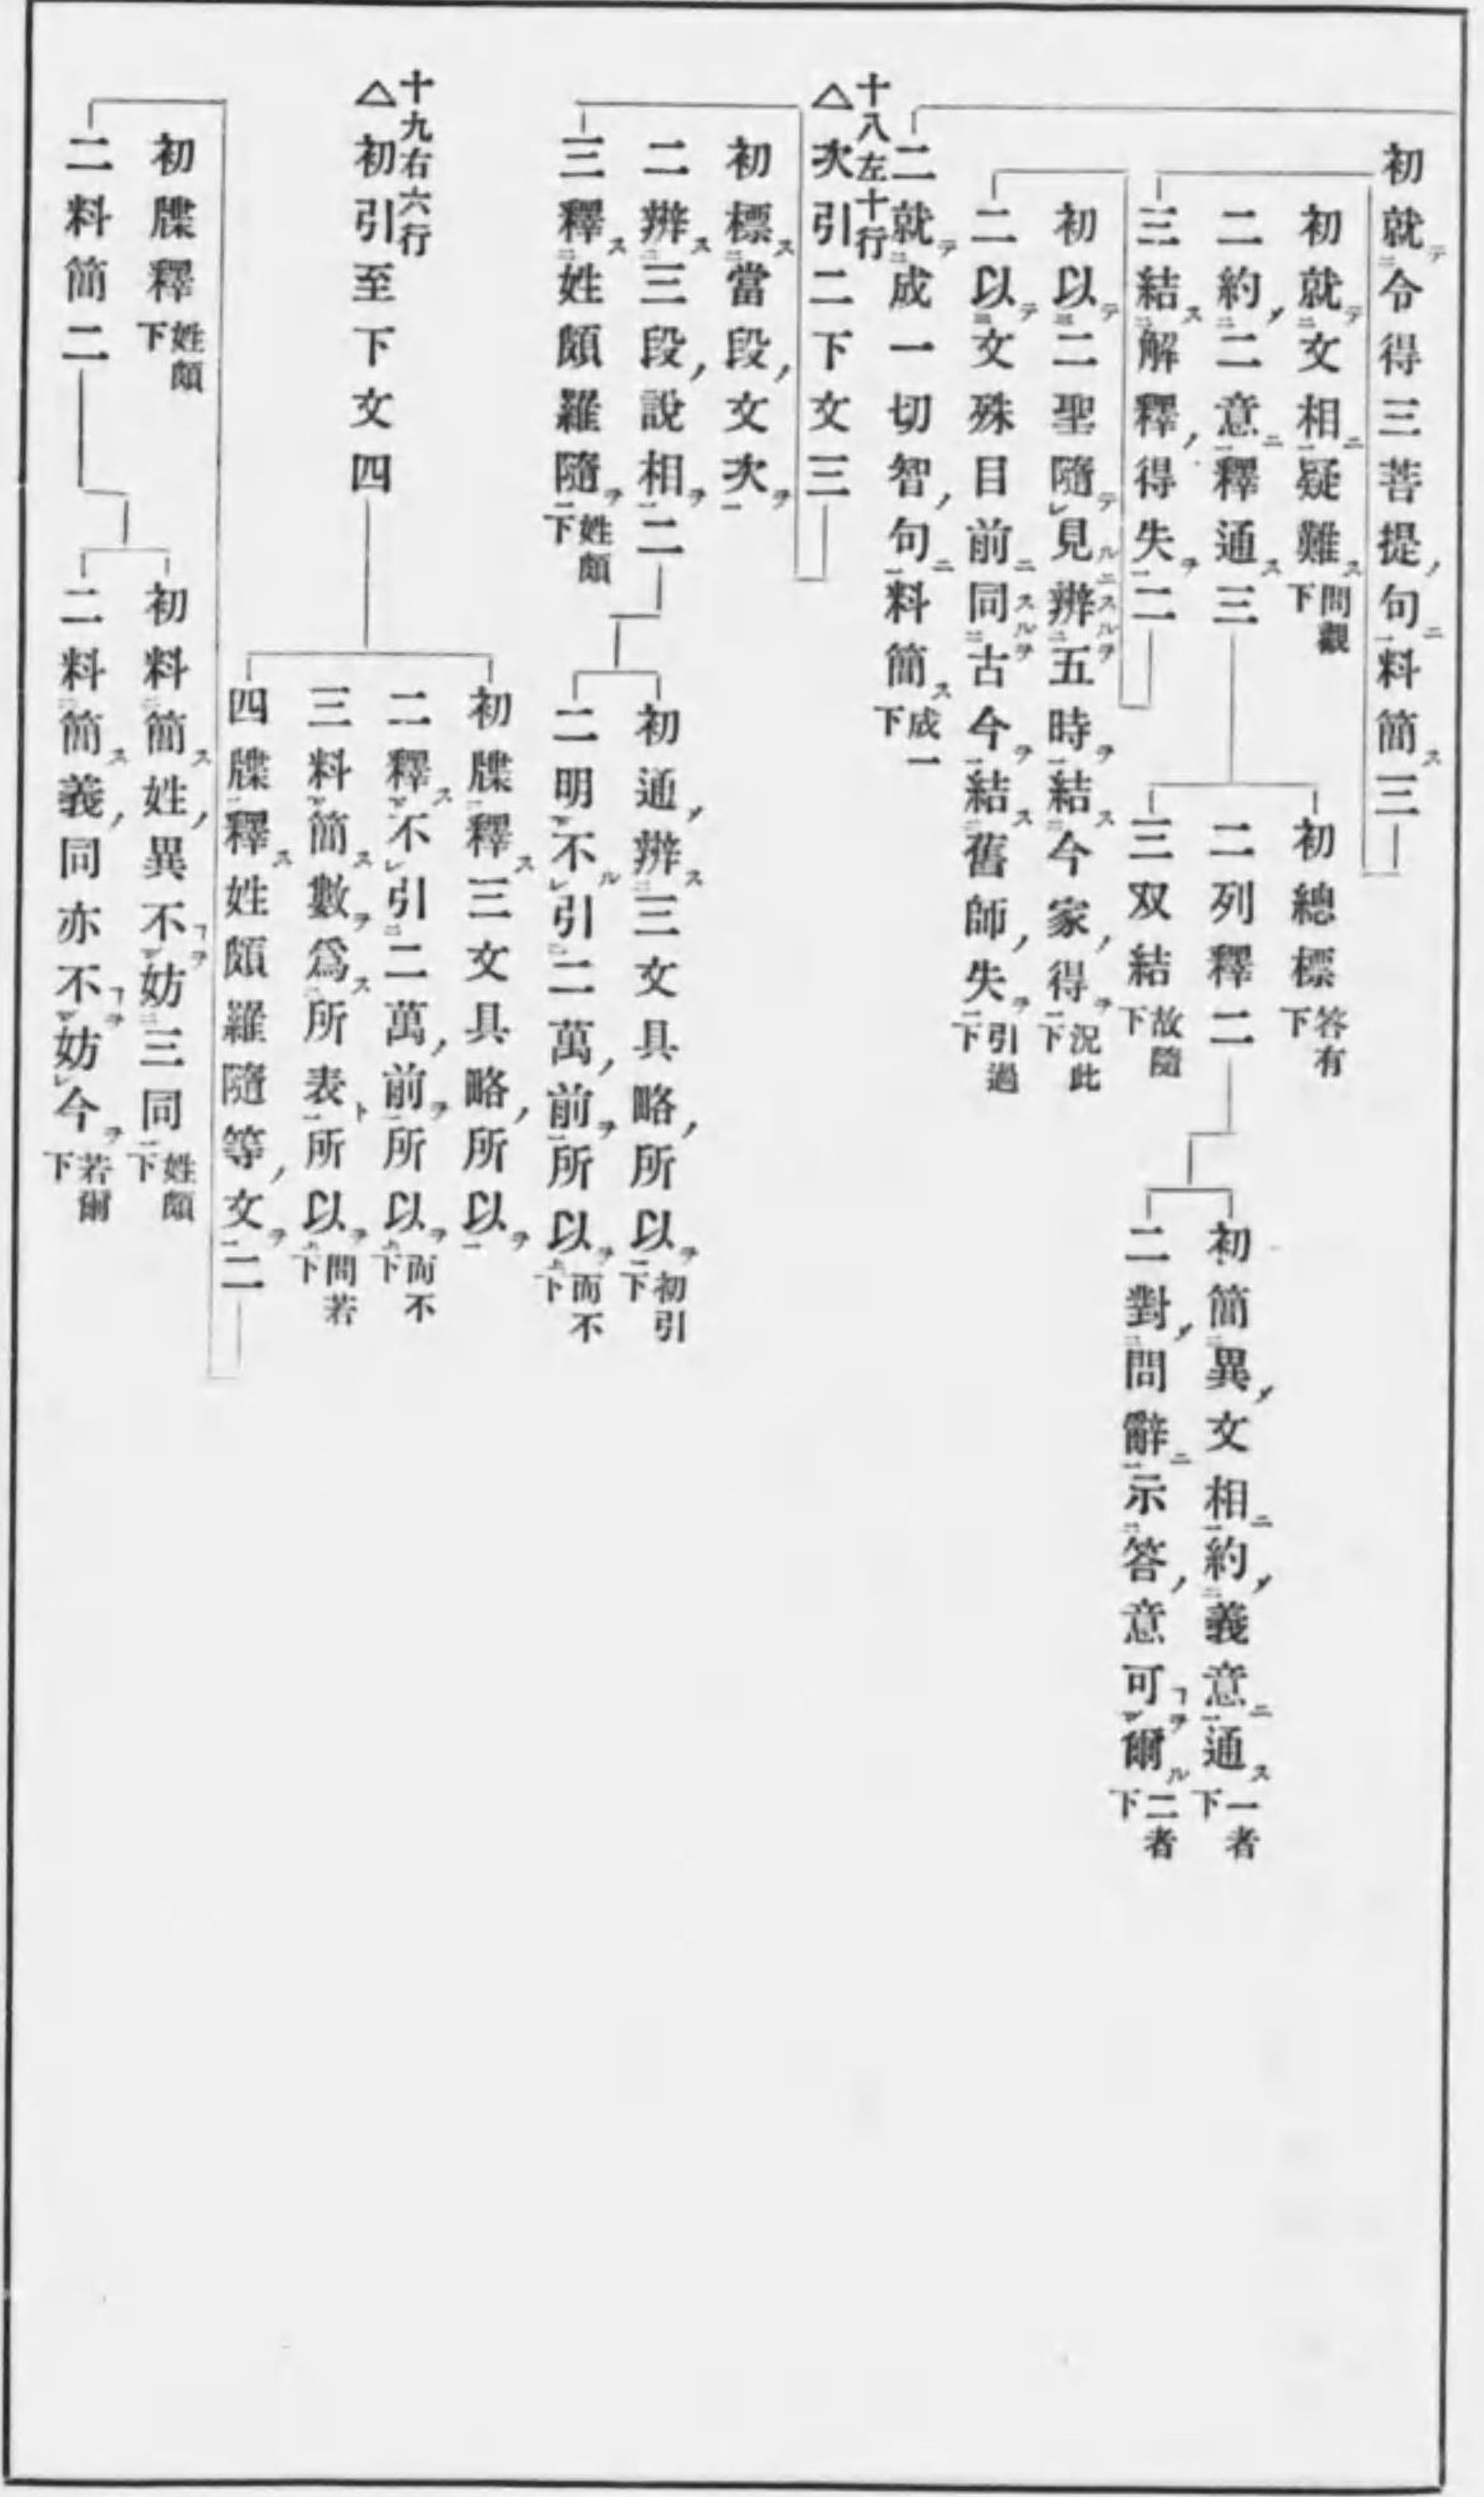 初就令得三菩提句料簡三
初就文相疑難問觀下
二約二意釋通三
初總標答有下
二列釋二
初簡異文相約義意通一者下
二對問辭示答意可爾二者下
三双結故隨下
三結解釋得失二
初以二聖隨見辨五時結今家得況此下
二以文殊目前同古今結舊師失引過下
二就成一切智句料簡成一下
十八左十行
△次引二下文三
初標當段文次
二辨三段說相二
初通辨三文具略所以初引下
二明不引二萬前所以而不下
三釋姓頗羅隨姓頗下
十九右六行
△初引至下文四
初牒釋三文具略所以
二釋不引二萬前所以而不下
三料簡數爲所表所以問若下
四牒釋姓頗羅隨等文二
初牒釋姓頗下
二料簡二
初料簡姓異不妨三同姓頗下
二料簡義同亦不妨今若爾下